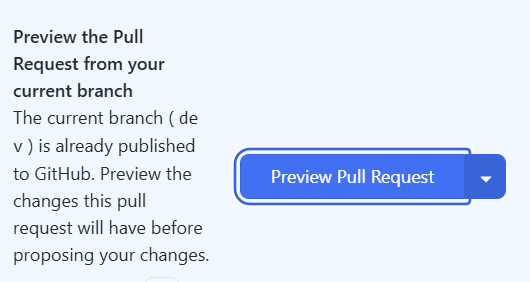 Preview the Pull
Request from your
current branch
The current branch ( de
v ) is already published
to GitHub. Preview the
changes this pull
request will have before
proposing your changes.
Preview Pull Request